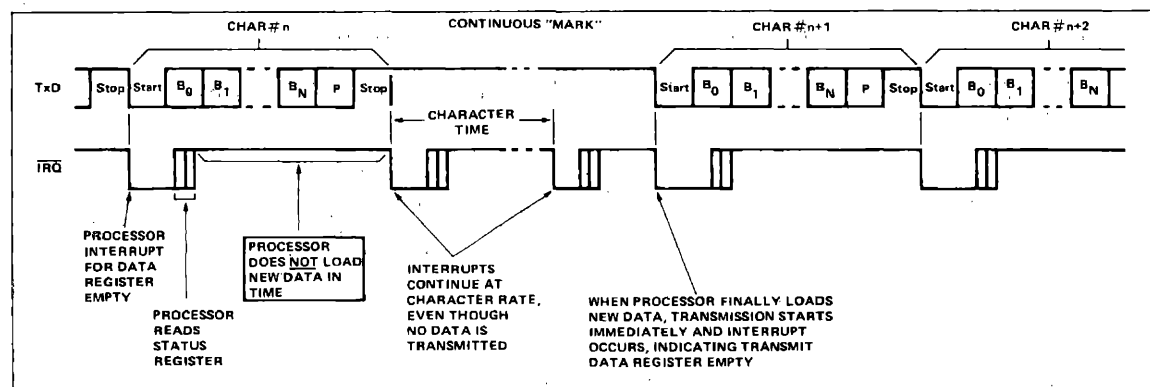 CHAR#n
CONTINUOUS "MARK"
CHAR#n+1
CHAR#n+2
TxD
Stop
Start
B0
B1
BN
P
Stop
Start
B0
B1
BN
P
Stop
Start
B0
B1
BN
CHARACTER
TIME
IRQ
PROCESSOR
INTERRUPT
FOR DATA
REGISTER
EMPTY
PROCESSOR
READS
STATUS
REGISTER
PROCESSOR
DOES NOT LOAD
NEW DATA IN
TIME
INTERRUPTS
CONTINUE AT
CHARACTER RATE,
EVEN THOUGH
NO DATA IS
TRANSMITTED
WHEN PROCESSOR FINALLY LOADS
NEW DATA, TRANSMISSION STARTS
IMMEDIATELY AND INTERRUPT
OCCURS, INDICATING TRANSMIT
DATA REGISTER EMPTY